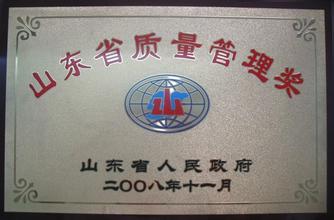 山东省质量管理奖
山东省人民政府
二〇〇八年十一月